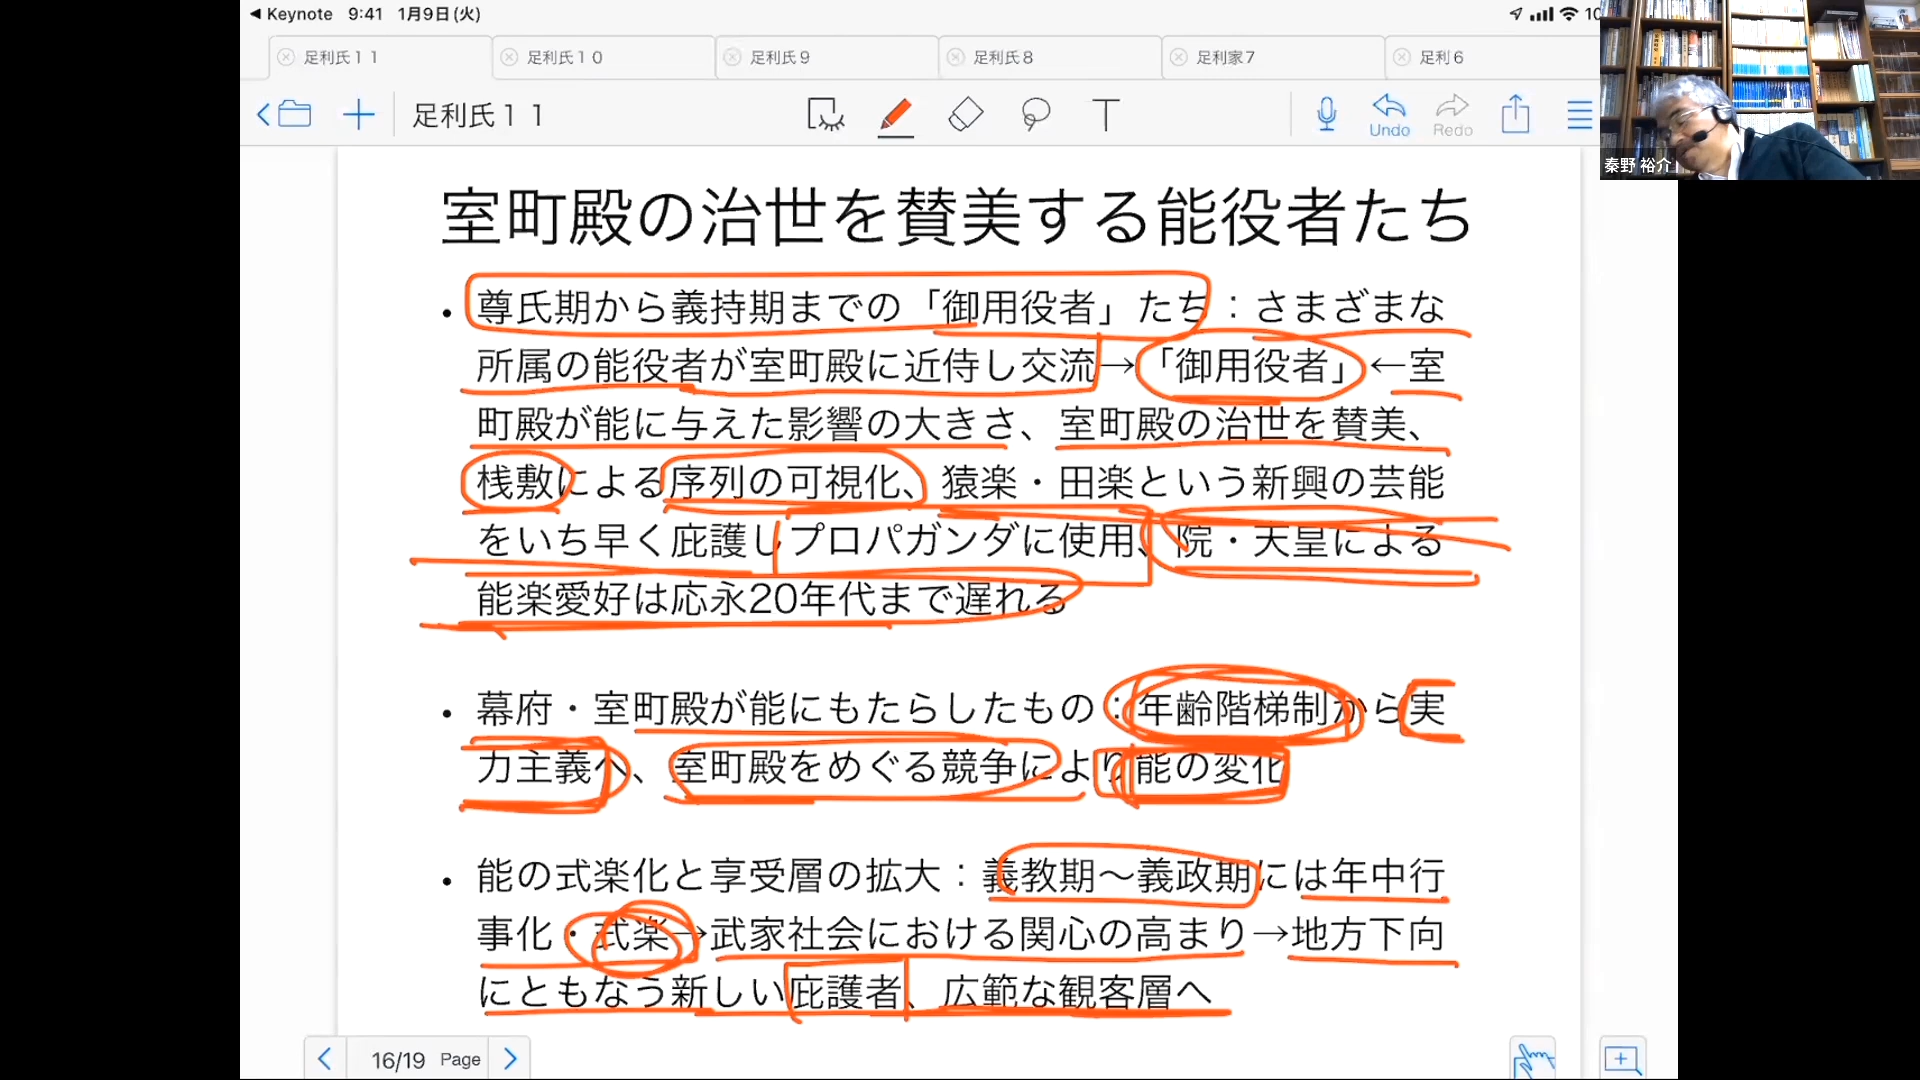 Keynote 9:41 1月9日(火)
足利氏11 足利氏10 足利氏9 足利氏8 足利家7 足利6
足利氏11 T Undo Redo
秦野 裕介
室町殿の治世を賛美する能役者たち
• 尊氏期から義持期までの「御用役者」たち：さまざまな
所属の能役者が室町殿に近侍し交流→「御用役者」←室
町殿が能に与えた影響の大きさ、室町殿の治世を賛美、
桟敷による序列の可視化、猿楽・田楽という新興の芸能
をいち早く庇護しプロパガンダに使用、院・天皇による
能楽愛好は応永20年代まで遅れる
• 幕府・室町殿が能にもたらしたもの：年齢階梯制から実
力主義へ、室町殿をめぐる競争により能の変化
• 能の式楽化と享受層の拡大：義教期〜義政期には年中行
事化・式楽→武家社会における関心の高まり→地方下向
にともなう新しい庇護者、広範な観客層へ
16/19 Page